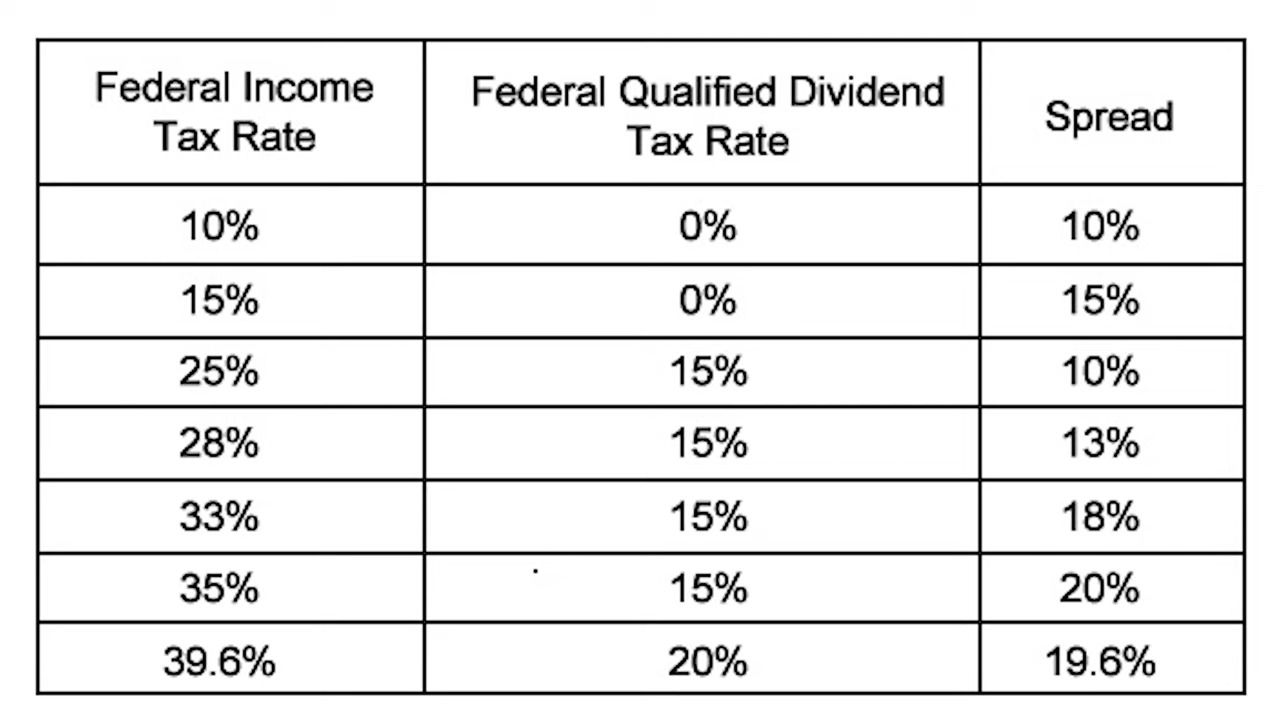 Federal Income
Tax Rate
Federal Qualified Dividend
Tax Rate
Spread
10% 0% 10%
15% 0% 15%
25% 15% 10%
28% 15% 13%
33% 15% 18%
35% 15% 20%
39.6% 20% 19.6%